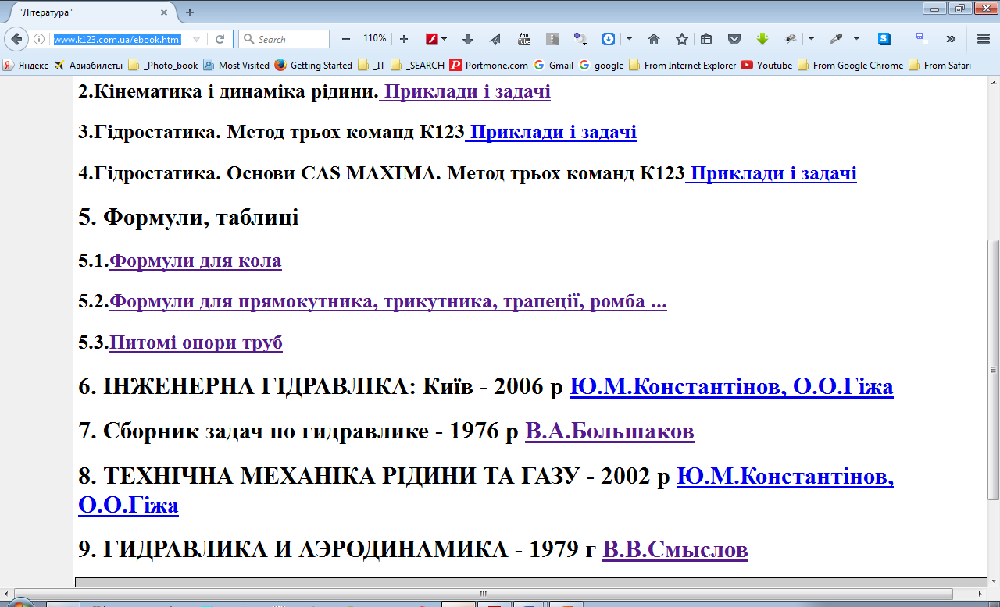 "Література"
www.k123.com.ua/ebook.html
Search
110%
You Tube
Яндекс Авиабилеты _Photo_book Most Visited Getting Started _IT _SEARCH Portmone.com Gmail google From Internet Explorer Youtube From Google Chrome From Safari
2.Кінематика і динаміка рідини. Приклади і задачі
3.Гідростатика. Метод трьох команд К123 Приклади і задачі
4.Гідростатика. Основи CAS MAXIMA. Метод трьох команд К123 Приклади і задачі
5. Формули, таблиці
5.1.Формули для кола
5.2.Формули для прямокутника, трикутника, трапеції, ромба ...
5.3.Питомі опори труб
6. ІНЖЕНЕРНА ГІДРАВЛІКА: Київ - 2006 р Ю.М.Константінов, О.О.Гіжа
7. Сборник задач по гидравлике - 1976 р В.А.Большаков
8. ТЕХНІЧНА МЕХАНІКА РІДИНИ ТА ГАЗУ - 2002 р Ю.М.Константінов,
О.О.Гіжа
9. ГИДРАВЛИКА И АЭРОДИНАМИКА - 1979 г В.В.Смыслов